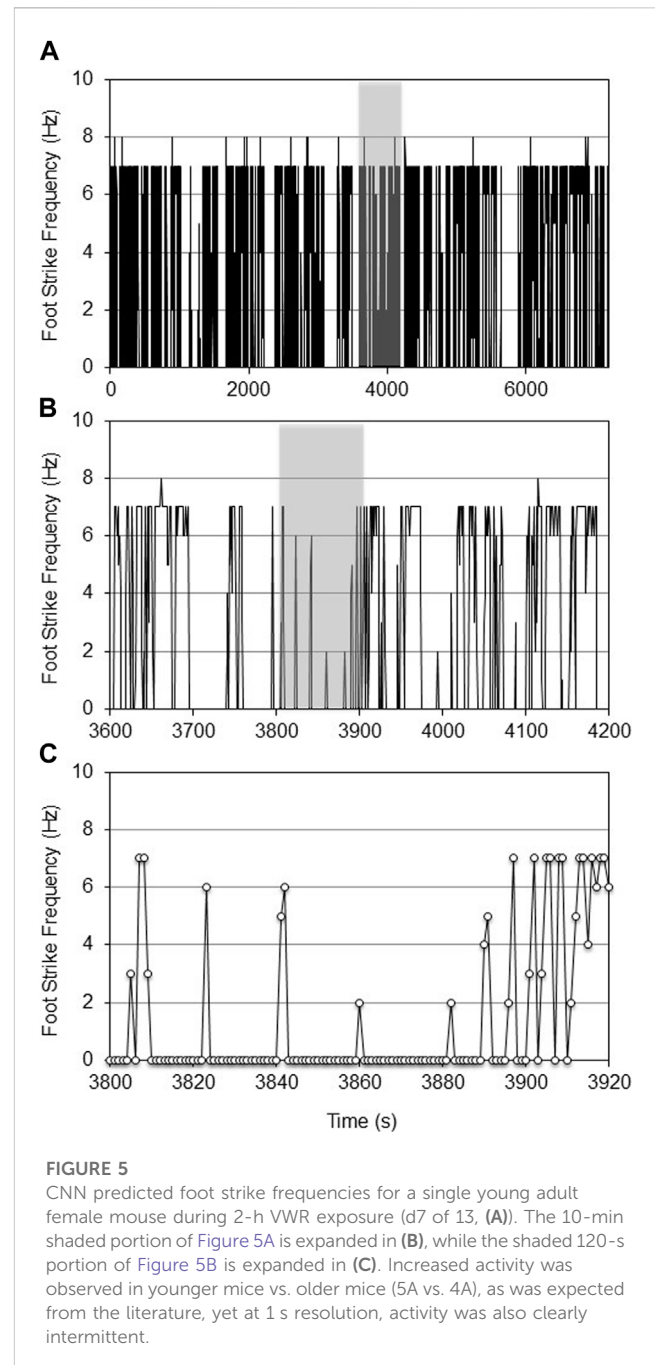 A
Foot Strike Frequency (Hz)
10
8
6
4
2
0
0 2000 4000 6000
B
Foot Strike Frequency (Hz)
10
8
6
4
2
0
3600 3700 3800 3900 4000 4100 4200
C
Foot Strike Frequency (Hz)
10
8
6
4
2
0
3800 3820 3840 3860 3880 3900 3920
Time (s)
FIGURE 5
CNN predicted foot strike frequencies for a single young adult
female mouse during 2-h VWR exposure (d7 of 13, (A)). The 10-min
shaded portion of Figure 5A is expanded in (B), while the shaded 120-s
portion of Figure 5B is expanded in (C). Increased activity was
observed in younger mice vs. older mice (5A vs. 4A), as was expected
from the literature, yet at 1 s resolution, activity was also clearly
intermittent.